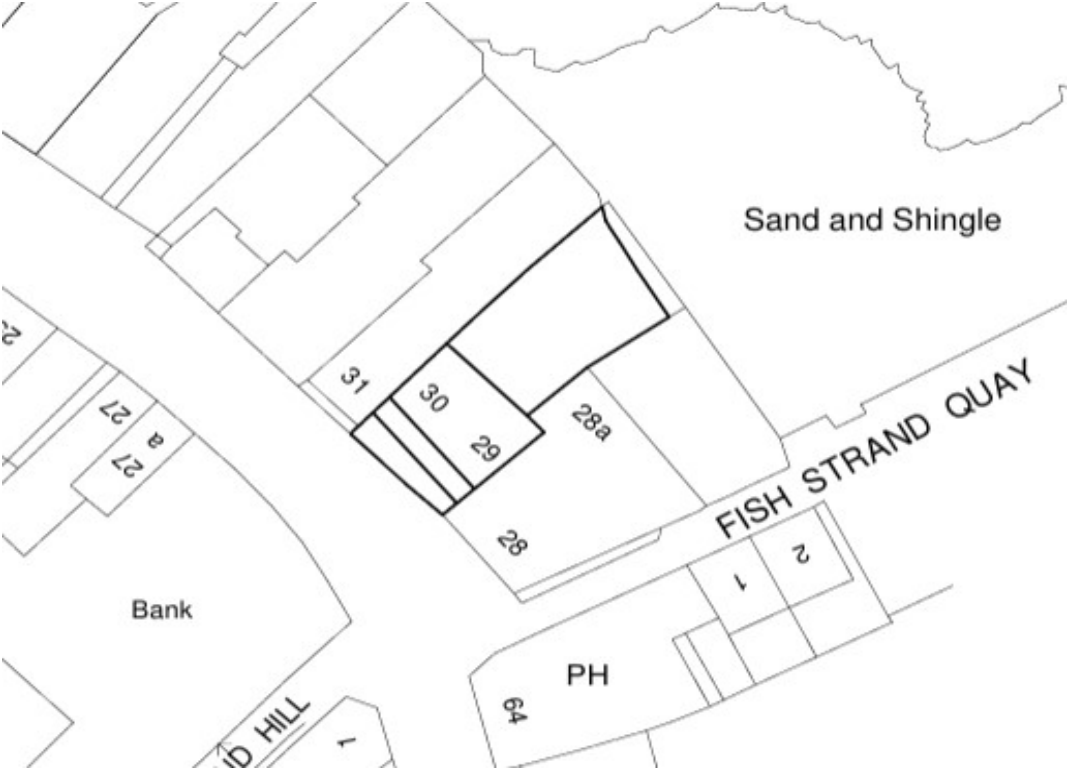 Sand and Shingle
31
30
29
28a
28
FISH STRAND QUAY
27
27
a
Bank
1
2
PH
64
HILL
1